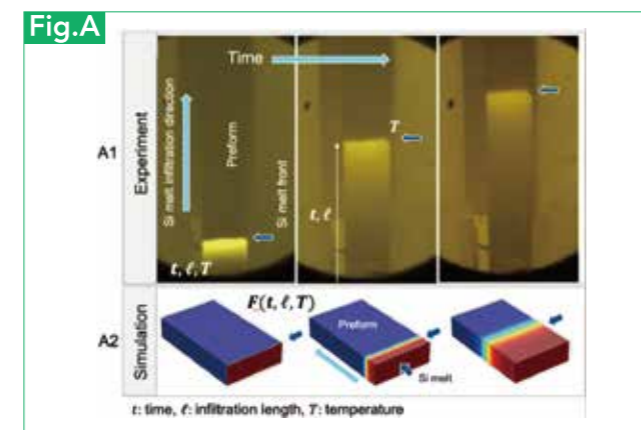 Fig.A
Time
A1
Experiment
Si melt infiltration direction
Preform
Si melt front
t, ℓ, T
t, ℓ
T
A2
Simulation
F(t, ℓ, T)
Preform
Si melt
t: time, ℓ: infiltration length, T: temperature